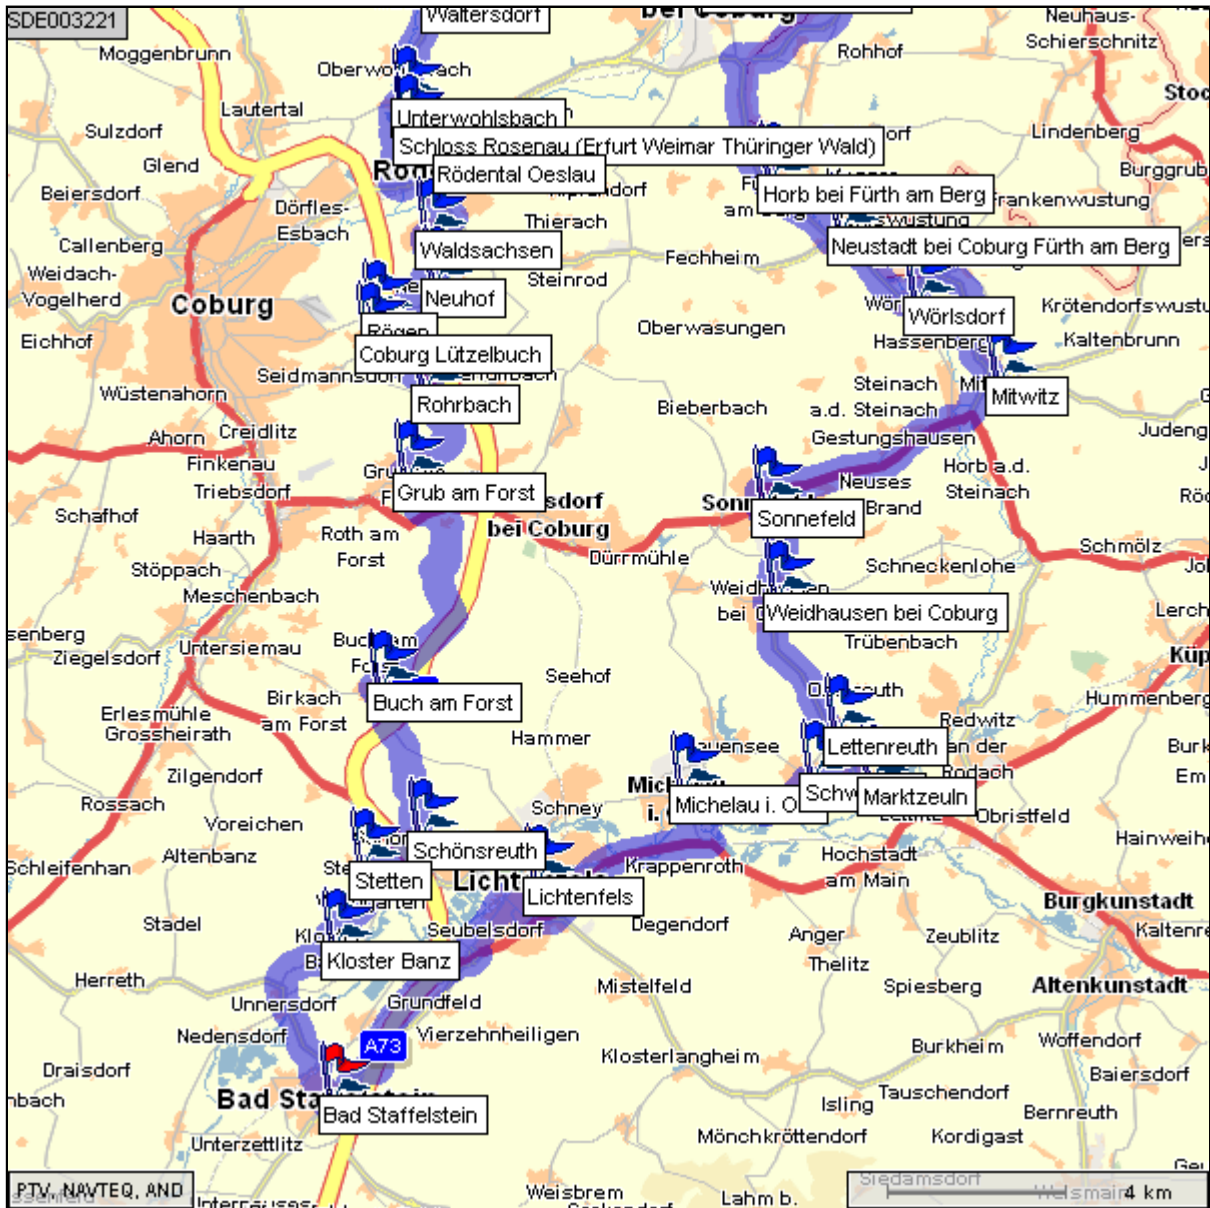 SDE003221
Waltersdorf
bei Coburg
Neuhaus-
Schierschnitz
Moggenbrunn
Rohhof
Lautertal
Unterwohlsbach
Sulzdorf
Lindenberg
Schloss Rosenau (Erfurt Weimar Thüringer Wald)
Glend
Rödental Oeslau
Beiersdorf
Horb bei Fürth am Berg
Dörfles-
Esbach
Thierach
Callenberg
Waldsachsen
Neustadt bei Coburg Fürth am Berg
Fechheim
Weidach-
Vogelherd
Steinrod
Neuhof
Coburg
Wörlsdorf
Rögen
Oberwasungen
Eichhof
Hassenberg
Kaltenbrunn
Coburg Lützelbuch
Seidmannsdorf
Steinach
a.d. Steinach
Wüstenahorn
Mitwitz
Rohrbach
Bieberbach
Ahorn
Creidlitz
Gestungshausen
Finkenau
Horb a.d.
Steinach
Triebsdorf
Grub am Forst
Neuses
Brand
Sonnefeld
bei Coburg
Schafhof
Haarth
Roth am
Forst
Dürrmühle
Schmölz
Stöppach
Schneckenlohe
Meschenbach
Weidhausen bei Coburg
Trübenbach
Untersiemau
Ziegelsdorf
Seehof
Birkach
am Forst
Buch am Forst
Erlesmühle
Grossheirath
Redwitz
an der
Rodach
Hammer
Lettenreuth
Zilgendorf
Marktzeuln
Rossach
Schney
Obristfeld
Voreichen
Schönsreuth
Altenbanz
Krappenroth
Hochstadt
am Main
Schleifenhan
Stetten
Lichtenfels
Burgkunstadt
Stadel
Seubelsdorf
Degendorf
Anger
Zeublitz
Kloster Banz
Thelitz
Herreth
Mistelfeld
Spiesberg
Altenkunstadt
Unnersdorf
Grundfeld
Nedensdorf
Vierzehnheiligen
A73
Klosterlangheim
Burkheim
Woffendorf
Draisdorf
Baiersdorf
Tauschendorf
Bad Staffelstein
Isling
Bernreuth
Unterzettlitz
Mönchkröttendorf
Kordigast
PTV, NAVTEQ, AND
Siedamsdorf
4 km
Weisbrem
Lahm b.